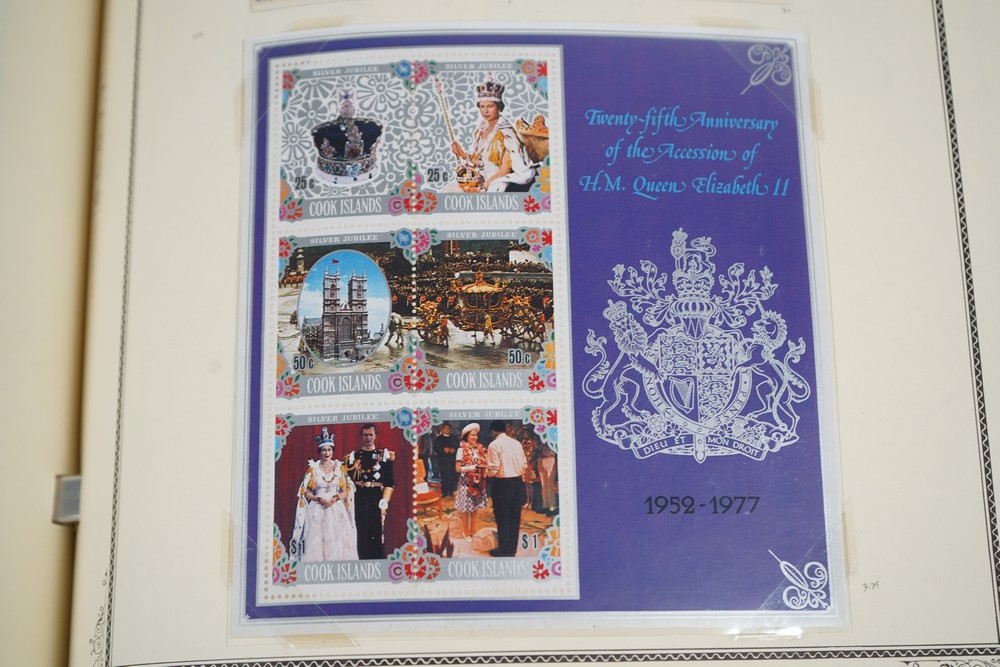 SILVER JUBILEE
SILVER JUBILEE
25c
25c
COOK ISLANDS
COOK ISLANDS
SILVER JUBILEE
SILVER JUBILEE
50c
50c
COOK ISLANDS
COOK ISLANDS
SILVER JUBILEE
SILVER JUBILEE
$1
$1
COOK ISLANDS
COOK ISLANDS
Twenty-fifth Anniversary
of the Accession of
H.M. Queen Elizabeth II
DIEU ET MON DROIT
1952-1977